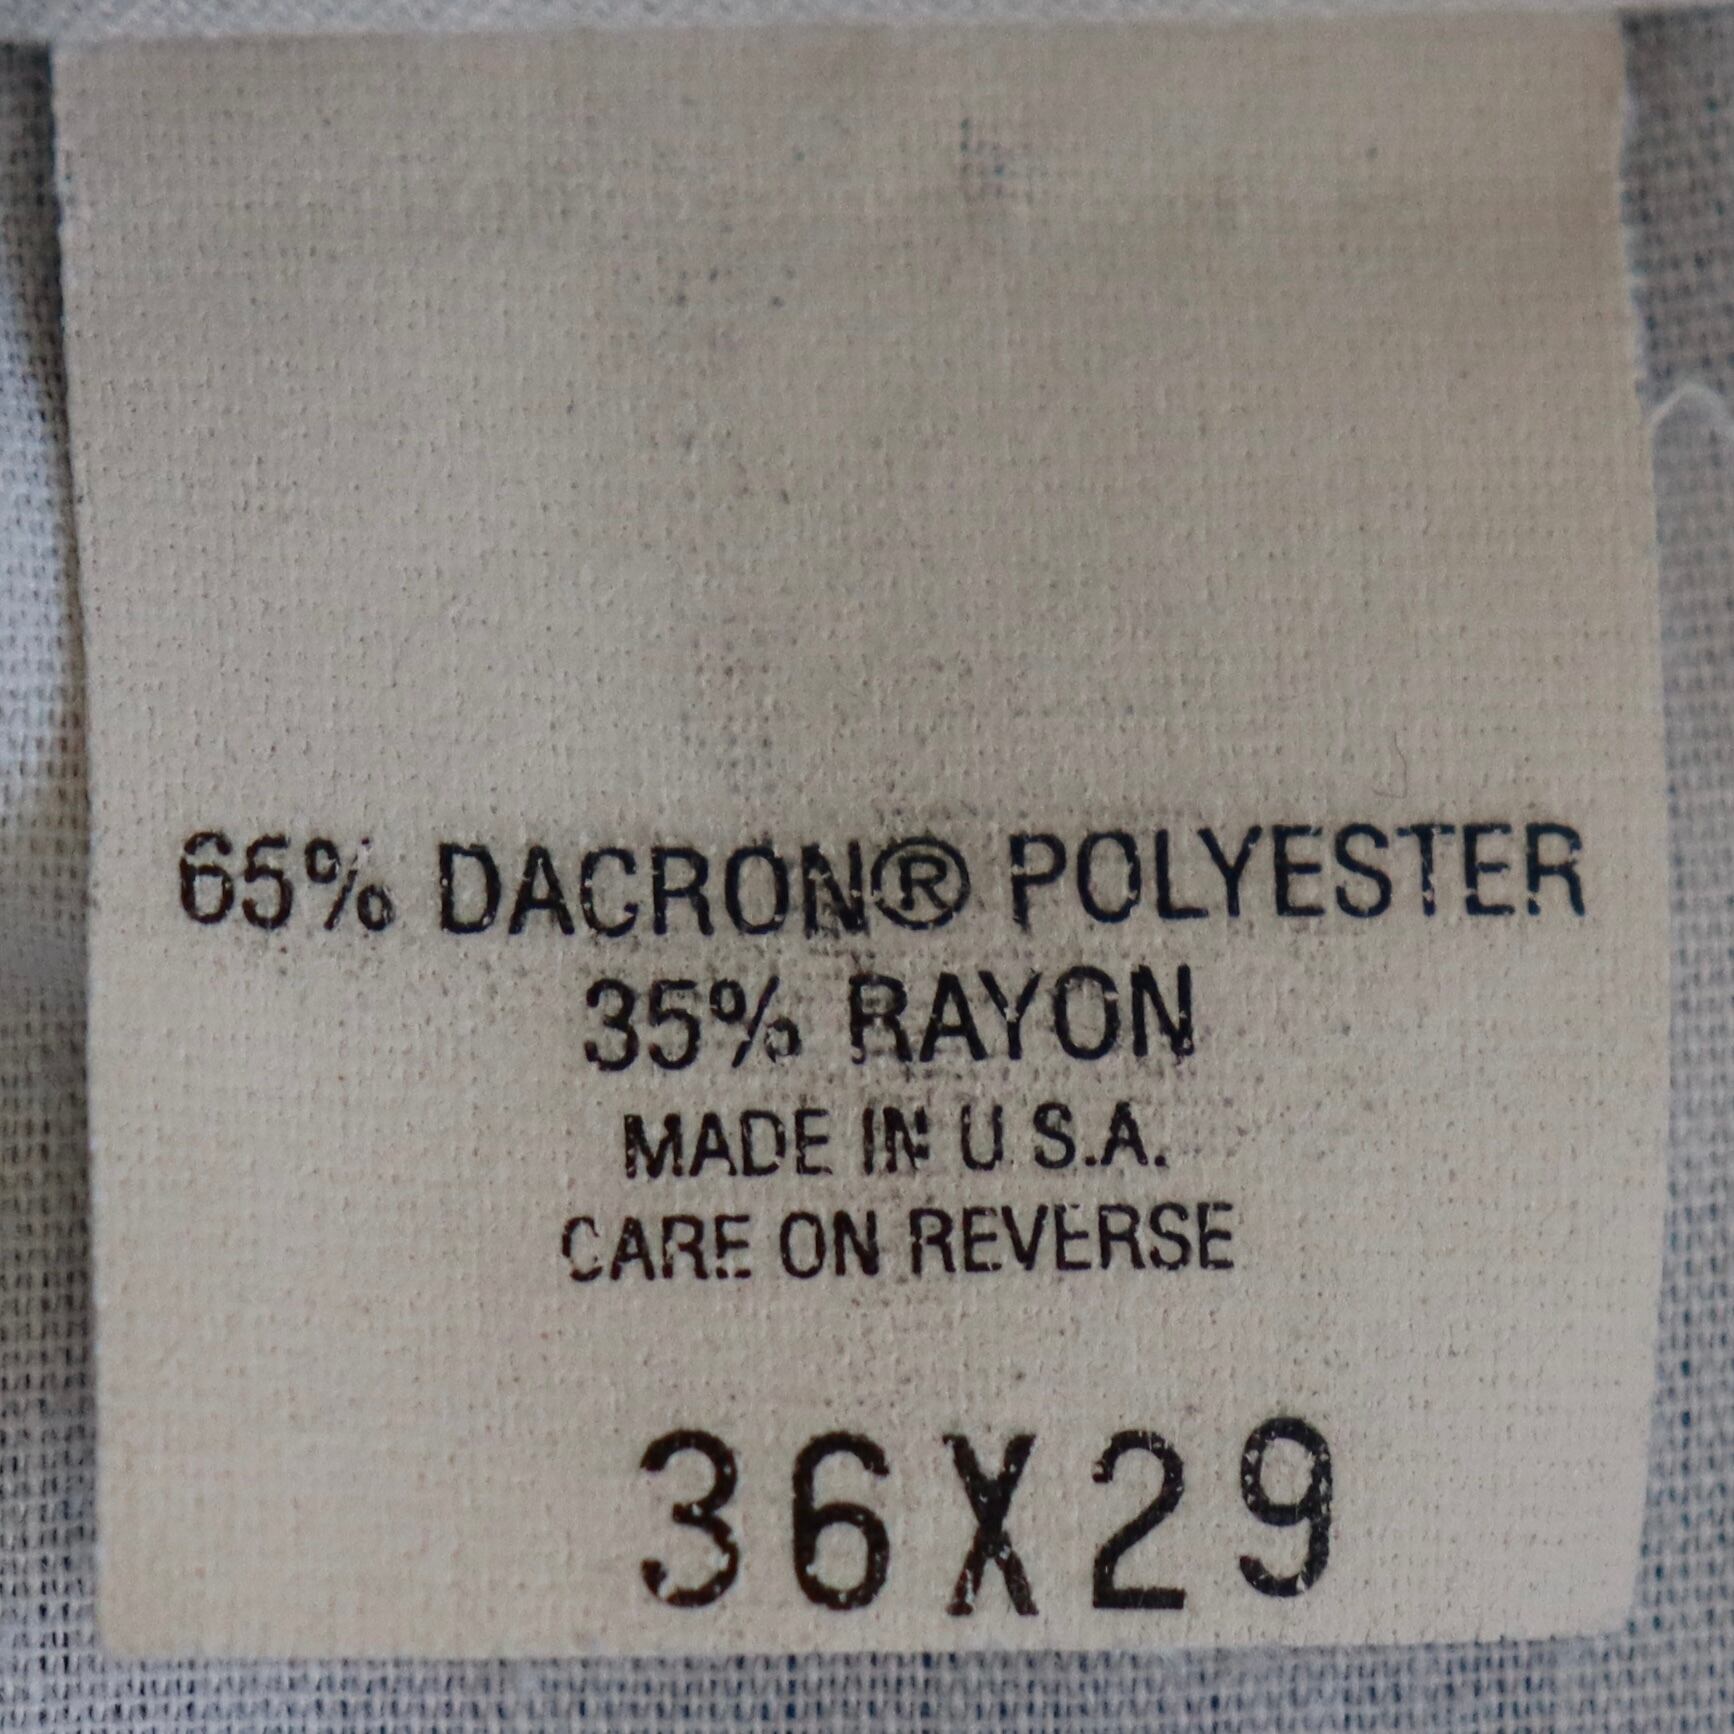 65% DACRON® POLYESTER
35% RAYON
MADE IN U.S.A.
CARE ON REVERSE
36X29